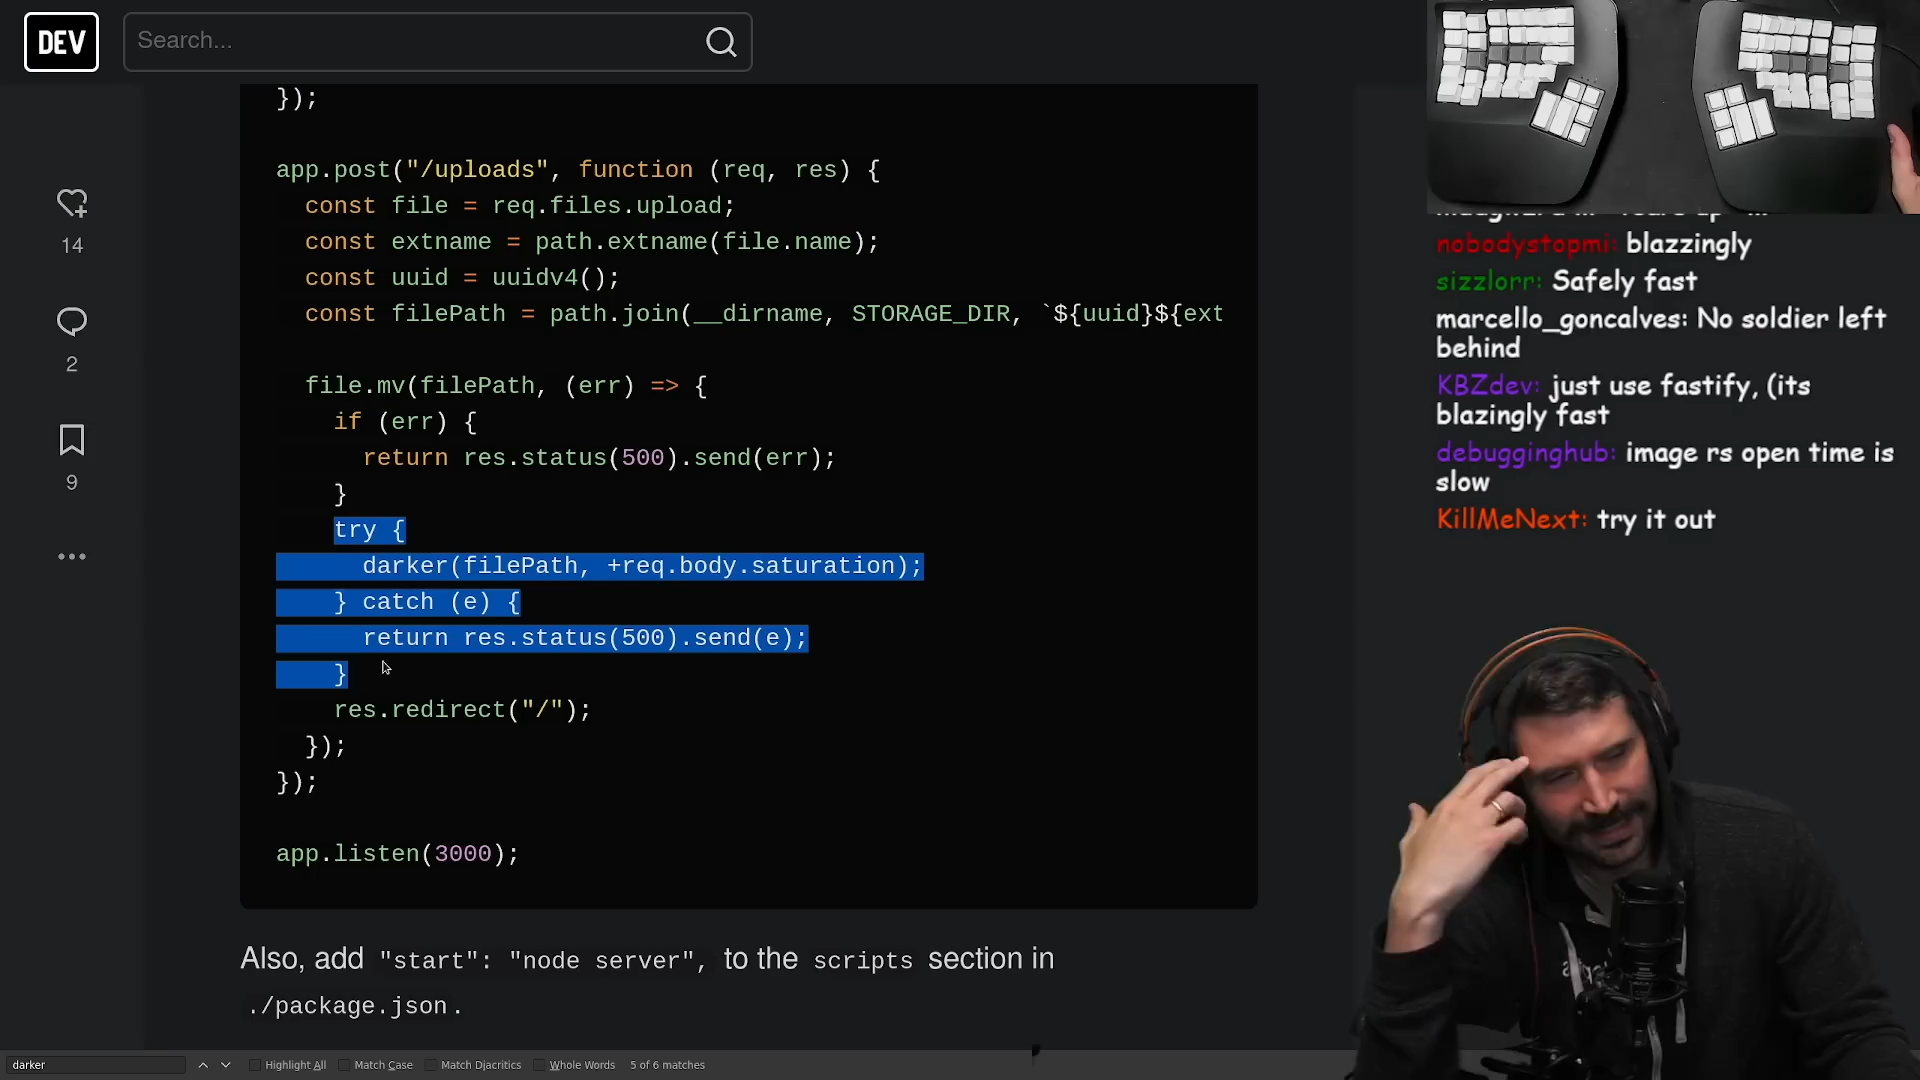 DEV
Search...
});
app.post("/uploads", function (req, res) {
const file = req.files.upload;
const extname = path.extname(file.name);
const uuid = uuidv4();
const filePath = path.join(__dirname, STORAGE_DIR, `${uuid}${ext
file.mv(filePath, (err) => {
if (err) {
return res.status(500).send(err);
}
try {
darker(filePath, +req.body.saturation);
} catch (e) {
return res.status(500).send(e);
}
res.redirect("/");
});
});
app.listen(3000);
14
2
9
Also, add "start": "node server", to the scripts section in
./package.json.
nobodystopmi: blazzingly
sizzlorr: Safely fast
marcello_goncalves: No soldier left
behind
KBZdev: just use fastify, (its
blazingly fast
debugginghub: image rs open time is
slow
KillMeNext: try it out
darker
Highlight All
Match Case
Match Diacritics
Whole Words
5 of 6 matches